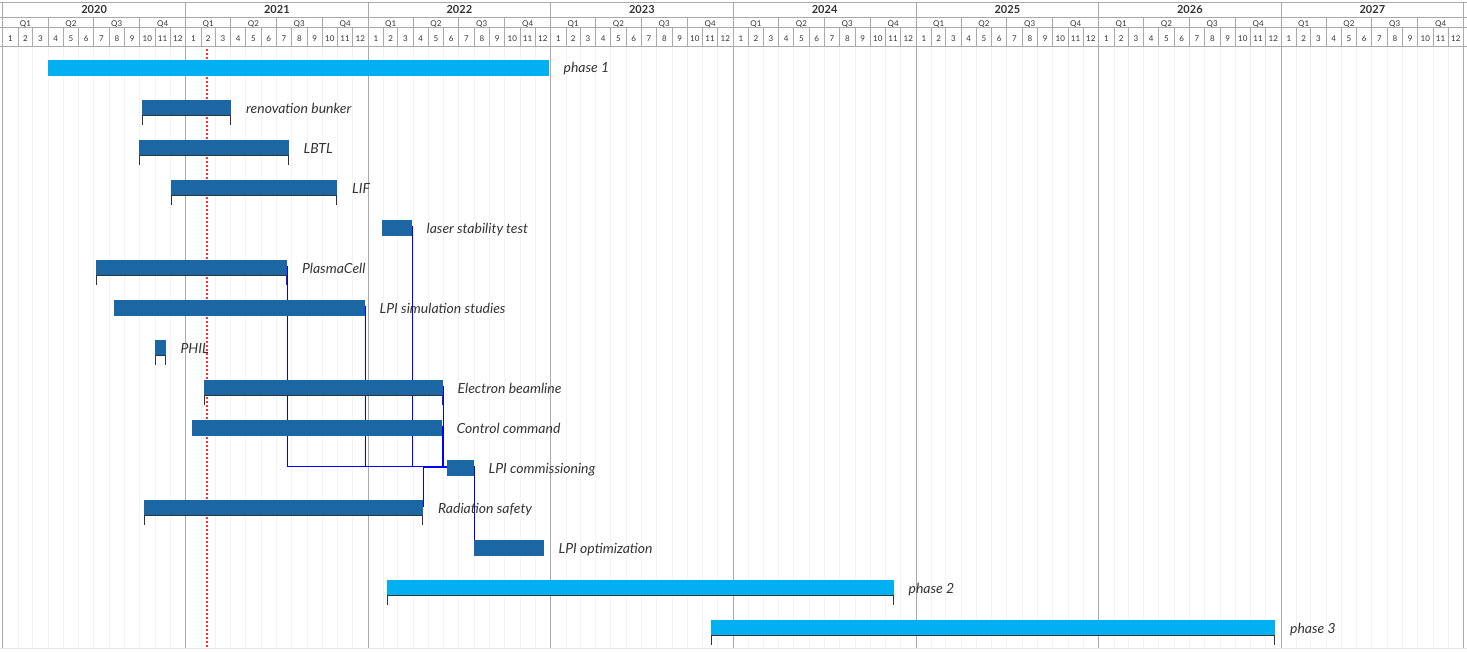 2020 2021 2022 2023 2024 2025 2026 2027
Q1 Q2 Q3 Q4 Q1 Q2 Q3 Q4 Q1 Q2 Q3 Q4 Q1 Q2 Q3 Q4 Q1 Q2 Q3 Q4 Q1 Q2 Q3 Q4 Q1 Q2 Q3 Q4 Q1 Q2 Q3 Q4
1 2 3 4 5 6 7 8 9 10 11 12 1 2 3 4 5 6 7 8 9 10 11 12 1 2 3 4 5 6 7 8 9 10 11 12 1 2 3 4 5 6 7 8 9 10 11 12 1 2 3 4 5 6 7 8 9 10 11 12 1 2 3 4 5 6 7 8 9 10 11 12 1 2 3 4 5 6 7 8 9 10 11 12 1 2 3 4 5 6 7 8 9 10 11 12
phase 1
renovation bunker
LBTL
LIF
laser stability test
PlasmaCell
LPI simulation studies
PHIL
Electron beamline
Control command
LPI commissioning
Radiation safety
LPI optimization
phase 2
phase 3